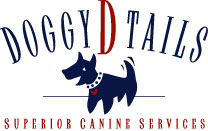 DOGGY D TAILS
SUPERIOR CANINE SERVICES